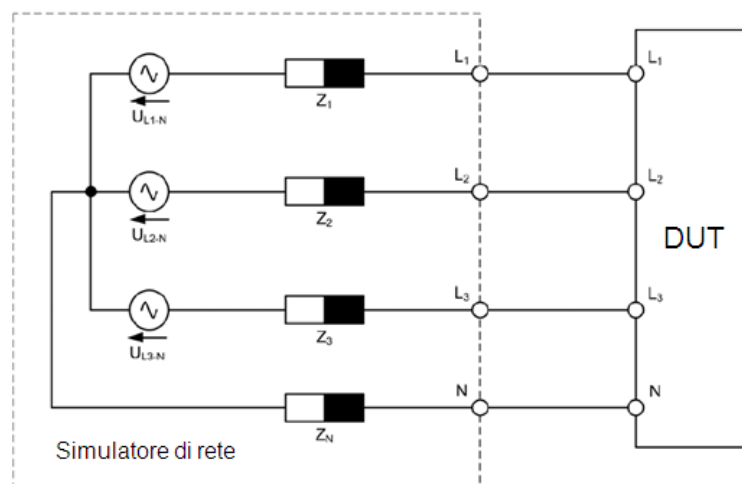 L1
L1
UL1-N
Z1
L2
L2
UL2-N
Z2
DUT
L3
L3
UL3-N
Z3
N
N
ZN
Simulatore di rete